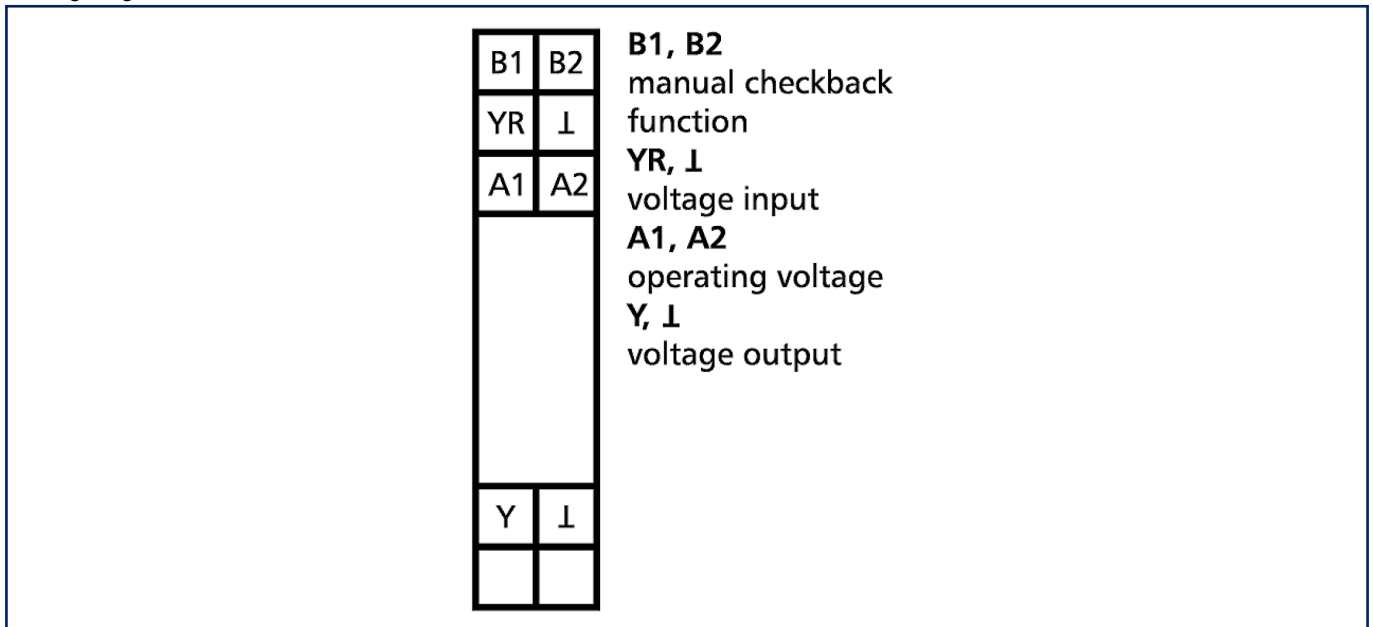 B1 B2
YR ⊥
A1 A2
Y ⊥
B1, B2
manual checkback
function
YR, ⊥
voltage input
A1, A2
operating voltage
Y, ⊥
voltage output